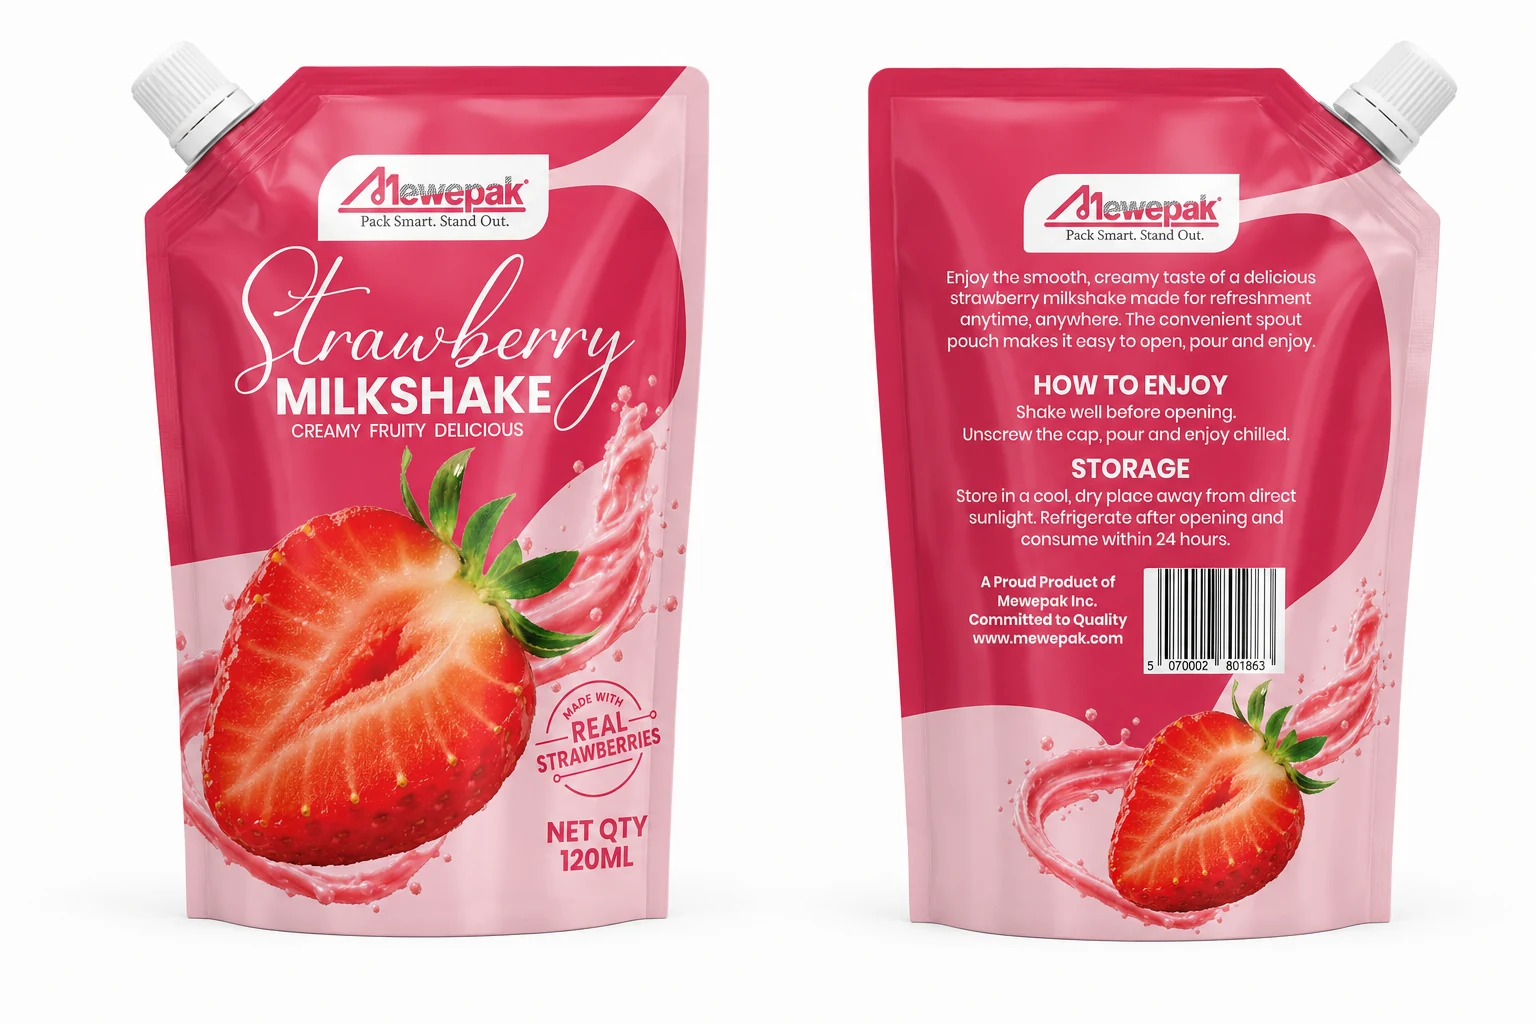 Mewepak
Pack Smart. Stand Out.
Strawberry
MILKSHAKE
CREAMY FRUITY DELICIOUS
MADE WITH
REAL
STRAWBERRIES
NET QTY
120ML
Mewepak
Pack Smart. Stand Out.
Enjoy the smooth, creamy taste of a delicious
strawberry milkshake made for refreshment
anytime, anywhere. The convenient spout
pouch makes it easy to open, pour and enjoy.
HOW TO ENJOY
Shake well before opening.
Unscrew the cap, pour and enjoy chilled.
STORAGE
Store in a cool, dry place away from direct
sunlight. Refrigerate after opening and
consume within 24 hours.
A Proud Product of
Mewepak Inc.
Committed to Quality
www.mewepak.com
5 070002 801863